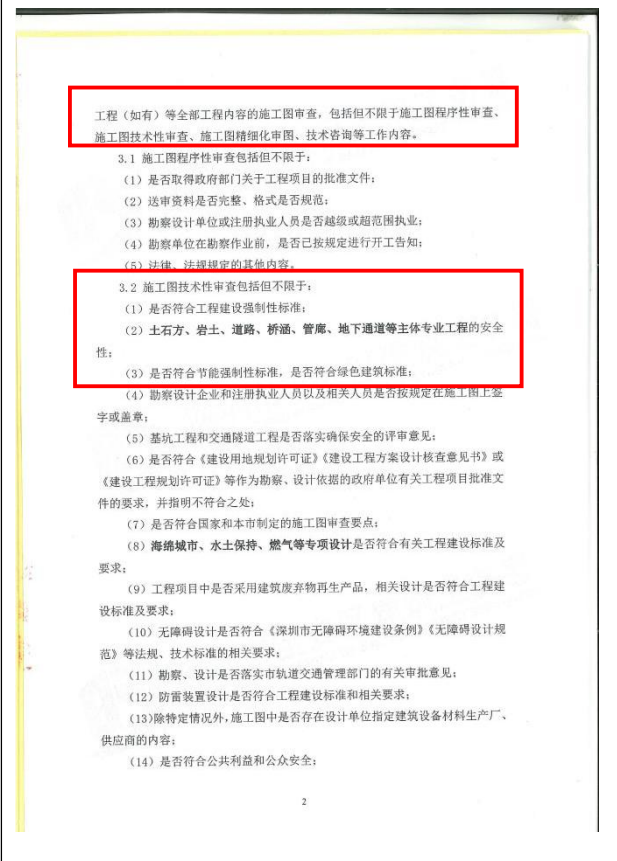 工程（如有）等全部工程内容的施工图审查，包括但不限于施工图程序性审查、
施工图技术性审查、施工图精细化审图、技术咨询等工作内容。
3.1 施工图程序性审查包括但不限于：
（1）是否取得政府部门关于工程项目的批准文件；
（2）送审资料是否完整、格式是否规范；
（3）勘察设计单位或注册执业人员是否越级或超范围执业；
（4）勘察单位在勘察作业前，是否已按规定进行开工告知；
（5）法律、法规规定的其他内容。
3.2 施工图技术性审查包括但不限于：
（1）是否符合工程建设强制性标准；
（2）土石方、岩土、道路、桥涵、管廊、地下通道等主体专业工程的安全
性；
（3）是否符合节能强制性标准，是否符合绿色建筑标准；
（4）勘察设计企业和注册执业人员以及相关人员是否按规定在施工图上签
字或盖章；
（5）基坑工程和交通隧道工程是否落实确保安全的评审意见；
（6）是否符合《建设用地规划许可证》《建设工程方案设计核查意见书》或
《建设工程规划许可证》等作为勘察、设计依据的政府单位有关工程项目批准文
件的要求，并指明不符合之处；
（7）是否符合国家和本市制定的施工图审查要点；
（8）海绵城市、水土保持、燃气等专项设计是否符合有关工程建设标准及
要求；
（9）工程项目中是否采用建筑废弃物再生产品，相关设计是否符合工程建
设标准及要求；
（10）无障碍设计是否符合《深圳市无障碍环境建设条例》《无障碍设计规
范》等法规、技术标准的相关要求；
（11）勘察、设计是否落实市轨道交通管理部门的有关审批意见；
（12）防雷装置设计是否符合工程建设标准和相关要求；
（13）除特定情况外，施工图中是否存在设计单位指定建筑设备材料生产厂、
供应商的内容；
（14）是否符合公共利益和公众安全；
2